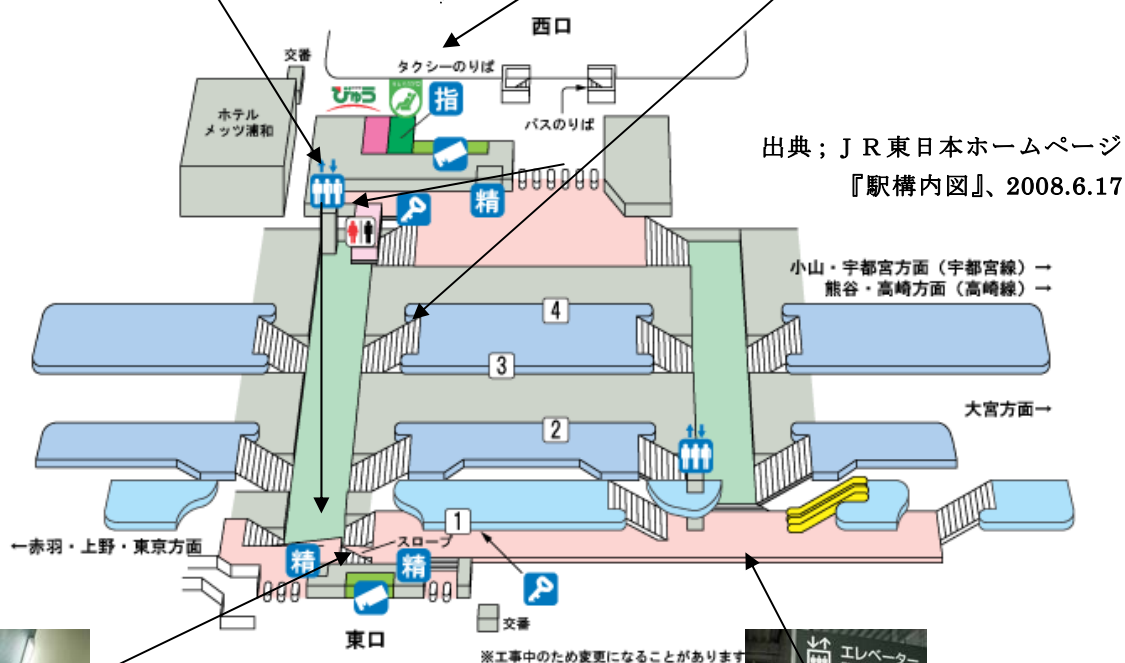 西口
交番
タクシーのりば
びゅう
指
ホテル
メッツ浦和
バスのりば
出典；ＪＲ東日本ホームページ
『駅構内図』、2008.6.17
精
小山・宇都宮方面（宇都宮線）→
熊谷・高崎方面（高崎線）→
4
3
大宮方面→
2
1
←赤羽・上野・東京方面
スロープ
精
精
東口
交番
※工事中のため変更になることがあります
エレベーター